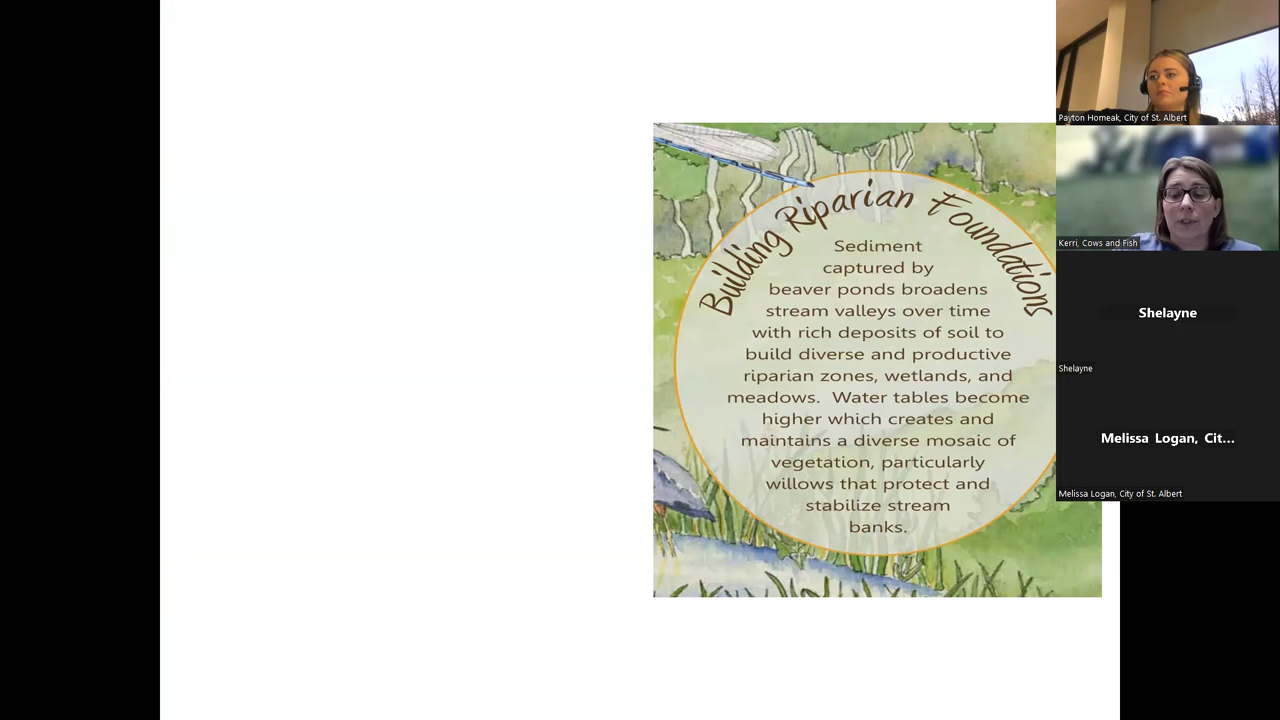 Building Riparian Foundations
Sediment
captured by
beaver ponds broadens
stream valleys over time
with rich deposits of soil to
build diverse and productive
riparian zones, wetlands, and
meadows.  Water tables become
higher which creates and
maintains a diverse mosaic of
vegetation, particularly
willows that protect and
stabilize stream
banks.
Payton Homeak, City of St. Albert
Kerri, Cows and Fish
Shelayne
Shelayne
Melissa Logan, Cit...
Melissa Logan, City of St. Albert